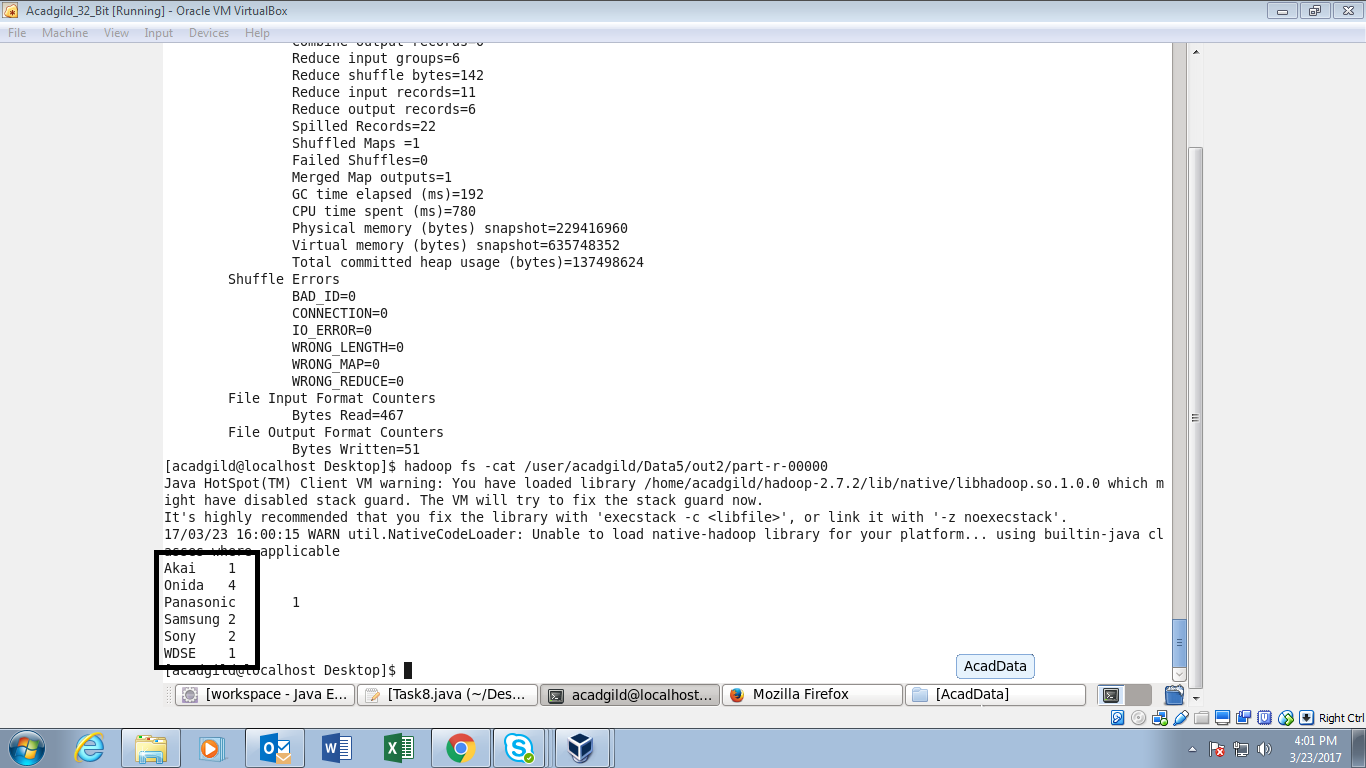 Acadgild_32_Bit [Running] - Oracle VM VirtualBox
File Machine View Input Devices Help
Combine output records=0
Reduce input groups=6
Reduce shuffle bytes=142
Reduce input records=11
Reduce output records=6
Spilled Records=22
Shuffled Maps =1
Failed Shuffles=0
Merged Map outputs=1
GC time elapsed (ms)=192
CPU time spent (ms)=780
Physical memory (bytes) snapshot=229416960
Virtual memory (bytes) snapshot=635748352
Total committed heap usage (bytes)=137498624
Shuffle Errors
BAD_ID=0
CONNECTION=0
IO_ERROR=0
WRONG_LENGTH=0
WRONG_MAP=0
WRONG_REDUCE=0
File Input Format Counters
Bytes Read=467
File Output Format Counters
Bytes Written=51
[acadgild@localhost Desktop]$ hadoop fs -cat /user/acadgild/Data5/out2/part-r-00000
Java HotSpot(TM) Client VM warning: You have loaded library /home/acadgild/hadoop-2.7.2/lib/native/libhadoop.so.1.0.0 which m
ight have disabled stack guard. The VM will try to fix the stack guard now.
It's highly recommended that you fix the library with 'execstack -c <libfile>', or link it with '-z noexecstack'.
17/03/23 16:00:15 WARN util.NativeCodeLoader: Unable to load native-hadoop library for your platform... using builtin-java cl
asses where applicable
Akai 1
Onida 4
Panasonic 1
Samsung 2
Sony 2
WDSE 1
[acadgild@localhost Desktop]$
AcadData
[workspace - Java E... [Task8.java (~/Des... acadgild@localhost... Mozilla Firefox [AcadData]
Right Ctrl
4:01 PM
3/23/2017